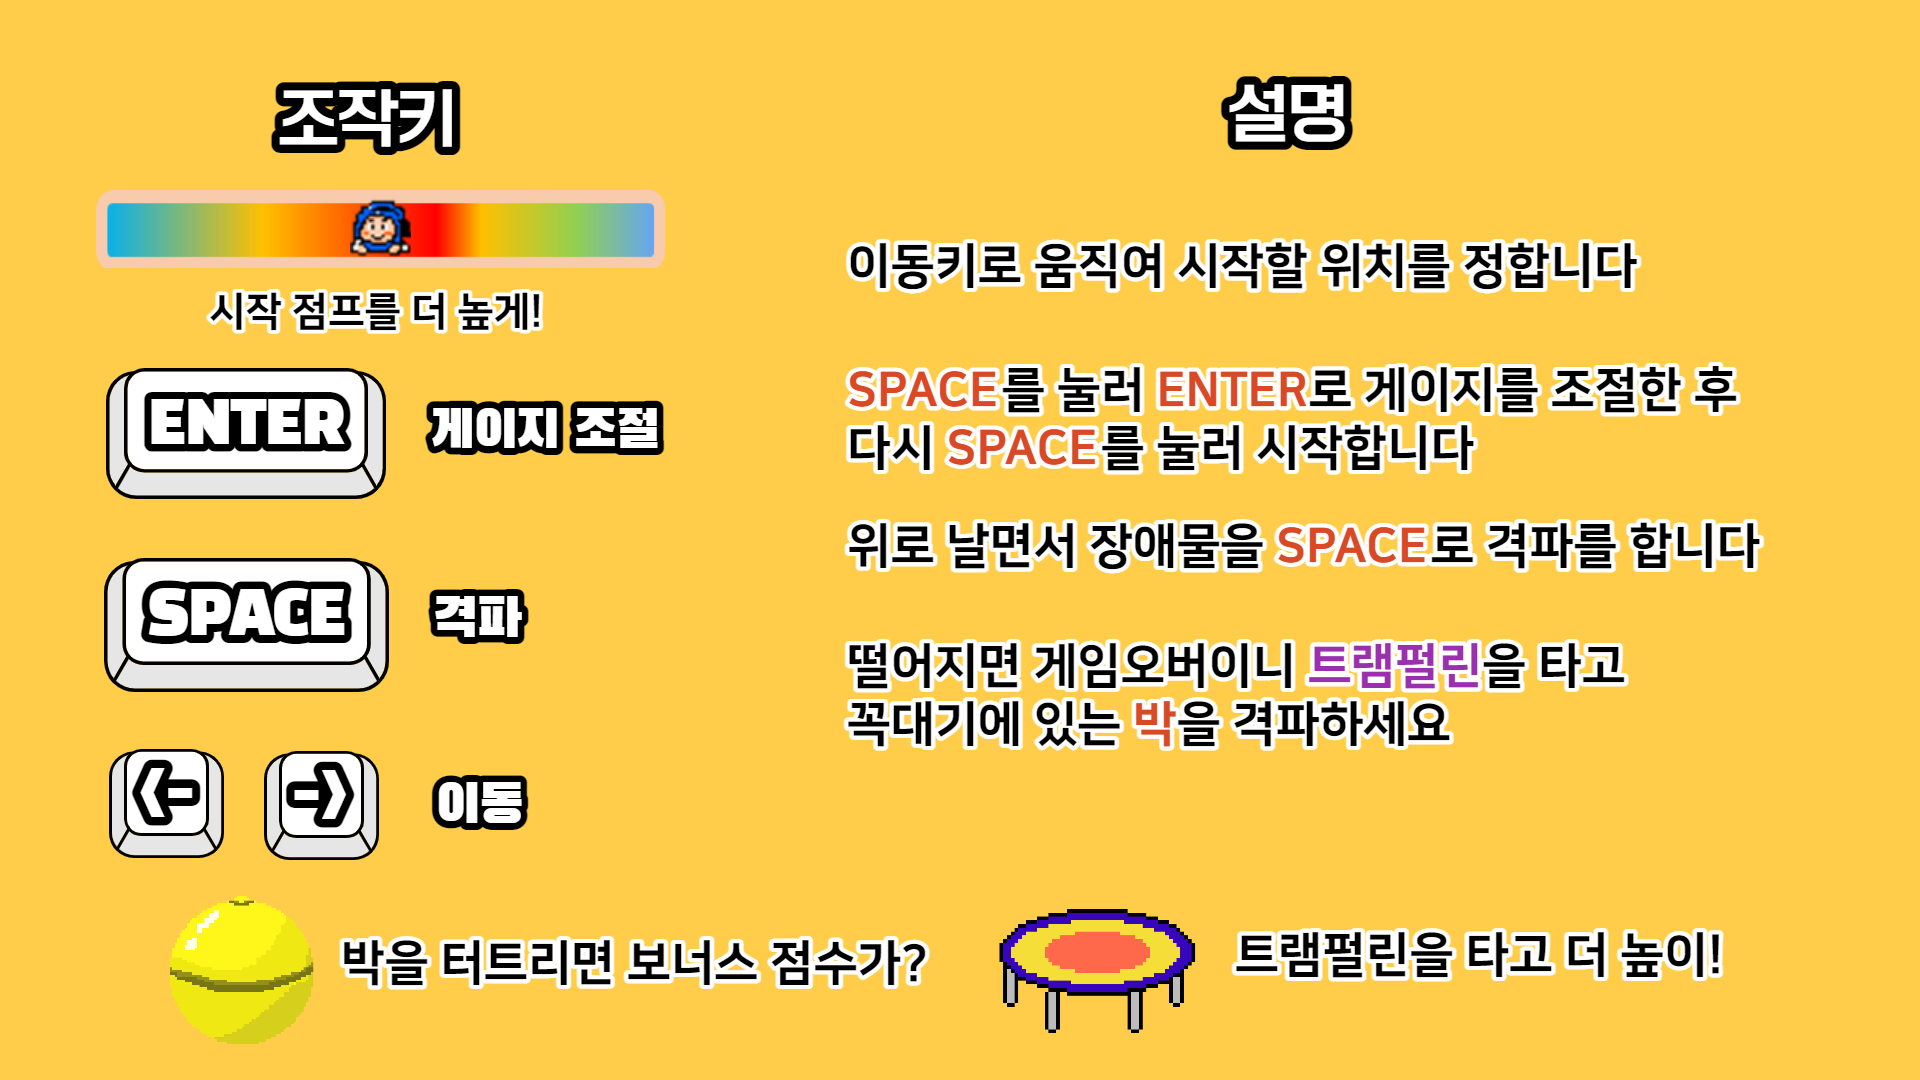 조작키
시작 점프를 더 높게!
ENTER
게이지 조절
SPACE
격파
이동
설명
이동키로 움직여 시작할 위치를 정합니다
SPACE를 눌러 ENTER로 게이지를 조절한 후
다시 SPACE를 눌러 시작합니다
위로 날면서 장애물을 SPACE로 격파를 합니다
떨어지면 게임오버이니 트램펄린을 타고
꼭대기에 있는 박을 격파하세요
박을 터트리면 보너스 점수가?
트램펄린을 타고 더 높이!